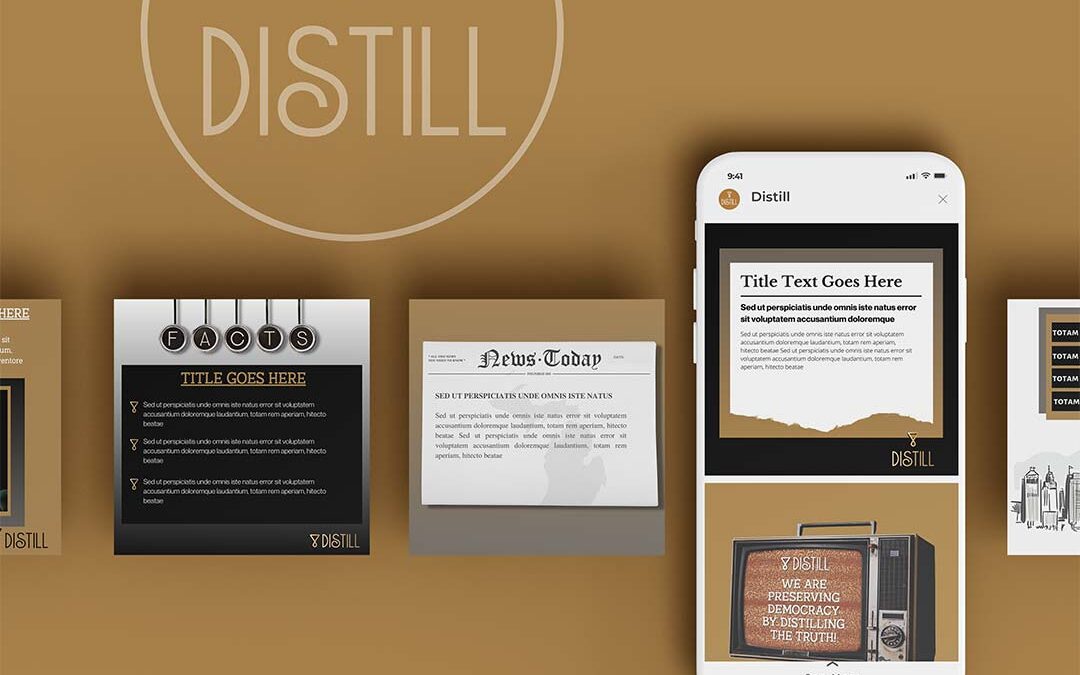 DISTILL
HERE
sit
ventore
DISTILL
FACTS
TITLE GOES HERE
Sed ut perspiciatis unde omnis iste natus error sit voluptatem
accusantium doloremque laudantium, totam rem aperiam, hitecto
beatae
Sed ut perspiciatis unde omnis iste natus error sit voluptatem
accusantium doloremque laudantium, totam rem aperiam, hitecto
beatae
Sed ut perspiciatis unde omnis iste natus error sit voluptatem
accusantium doloremque laudantium, totam rem aperiam, hitecto
beatae
DISTILL
News·Today
SED UT PERSPICIATIS UNDE OMNIS ISTE NATUS
Sed ut perspiciatis unde omnis iste natus error sit voluptatem
accusantium doloremque laudantium, totam rem aperiam, hitecto
beatae Sed ut perspiciatis unde omnis iste natus error sit
voluptatem accusantium doloremque laudantium, totam rem
aperiam, hitecto beatae
9:41
DISTILL
Distill
Title Text Goes Here
Sed ut perspiciatis unde omnis iste natus error
sit voluptatem accusantium doloremque
Sed ut perspiciatis unde omnis iste natus error sit
voluptatem accusantium doloremque laudantium,
totam rem aperiam, hitecto beatae Sed ut perspiciatis
unde omnis iste natus error sit voluptatem
accusantium doloremque laudantium, totam rem
aperiam, hitecto beatae
DISTILL
DISTILL
WE ARE
PRESERVING
DEMOCRACY
BY DISTILLING
THE TRUTH!
TOTAM
TOTAM
TOTAM
TOTAM